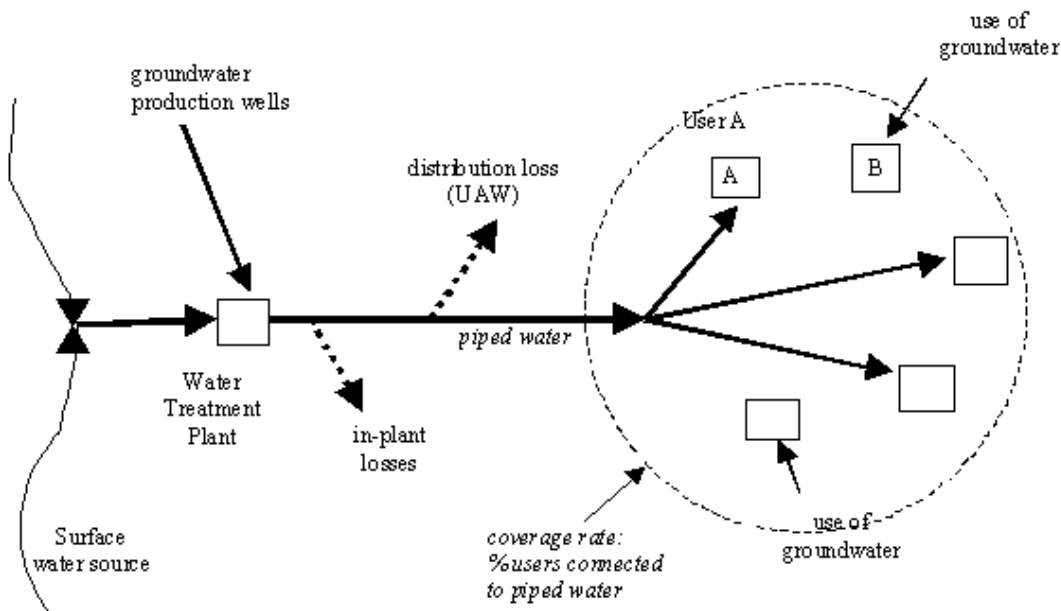 use of
groundwater
groundwater
production wells
User A
distribution loss
(UAW)
A
B
piped water
Water
Treatment
Plant
in-plant
losses
Surface
water source
coverage rate:
% users connected
to piped water
use of
groundwater